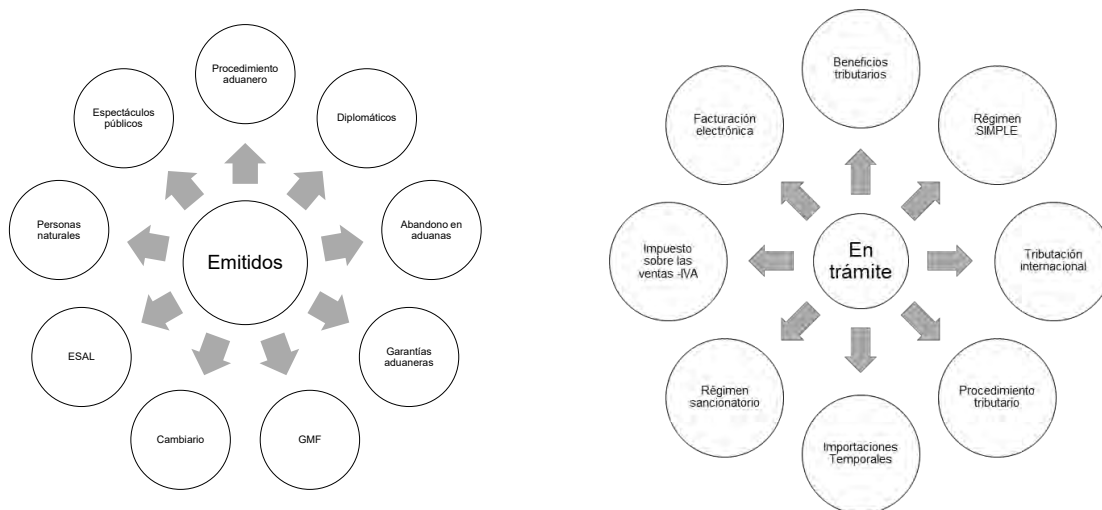 Procedimiento
aduanero
Diplomáticos
Abandono en
aduanas
Garantías
aduaneras
GMF
Cambiario
ESAL
Personas
naturales
Espectáculos
públicos
Emitidos
Beneficios
tributarios
Régimen
SIMPLE
Tributación
internacional
Procedimiento
tributario
Importaciones
Temporales
Régimen
sancionatorio
Impuesto
sobre las
ventas -IVA
Facturación
electrónica
En
trámite